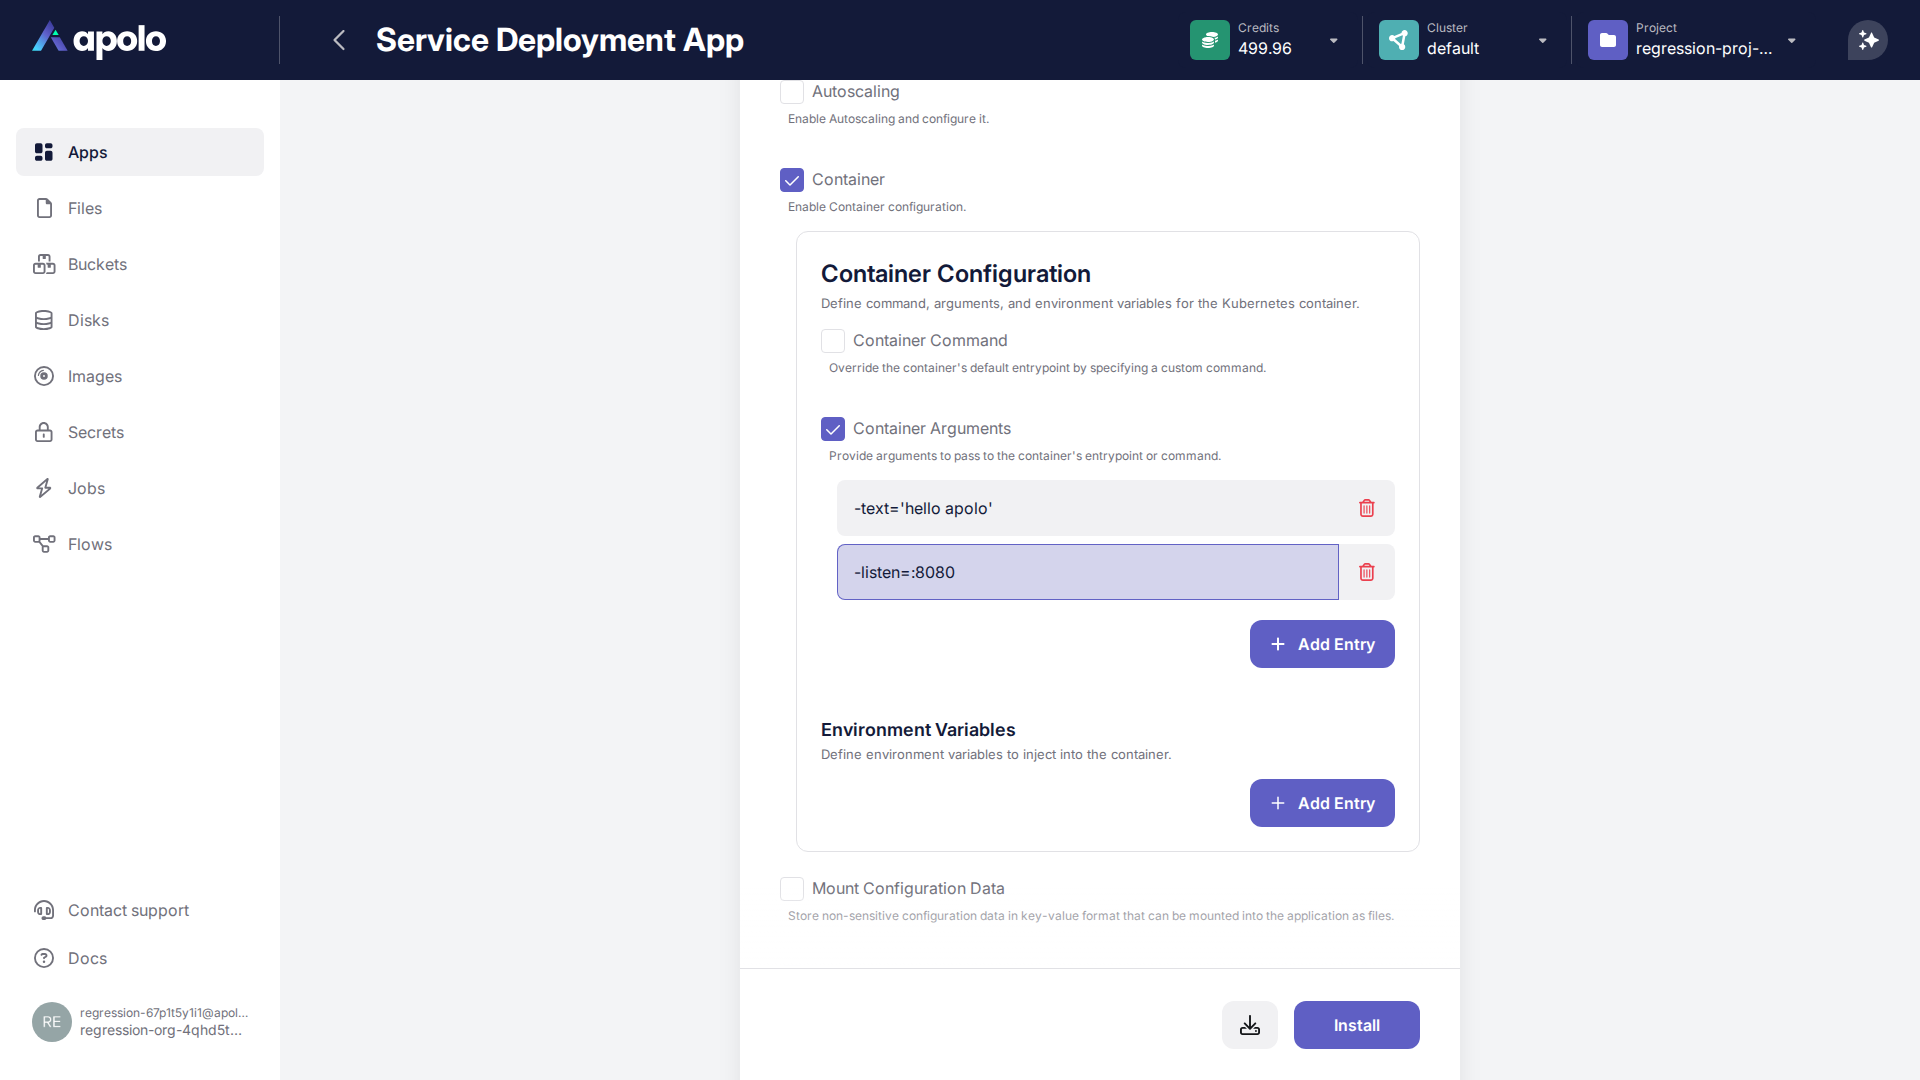 apolo
Service Deployment App
Credits
499.96
Cluster
default
Project
regression-proj-...
Apps
Files
Buckets
Disks
Images
Secrets
Jobs
Flows
Contact support
Docs
RE
regression-67p1t5y1i1@apol...
regression-org-4qhd5t...
Autoscaling
Enable Autoscaling and configure it.
Container
Enable Container configuration.
Container Configuration
Define command, arguments, and environment variables for the Kubernetes container.
Container Command
Override the container's default entrypoint by specifying a custom command.
Container Arguments
Provide arguments to pass to the container's entrypoint or command.
-text='hello apolo'
-listen=:8080
Add Entry
Environment Variables
Define environment variables to inject into the container.
Add Entry
Mount Configuration Data
Store non-sensitive configuration data in key-value format that can be mounted into the application as files.
Install